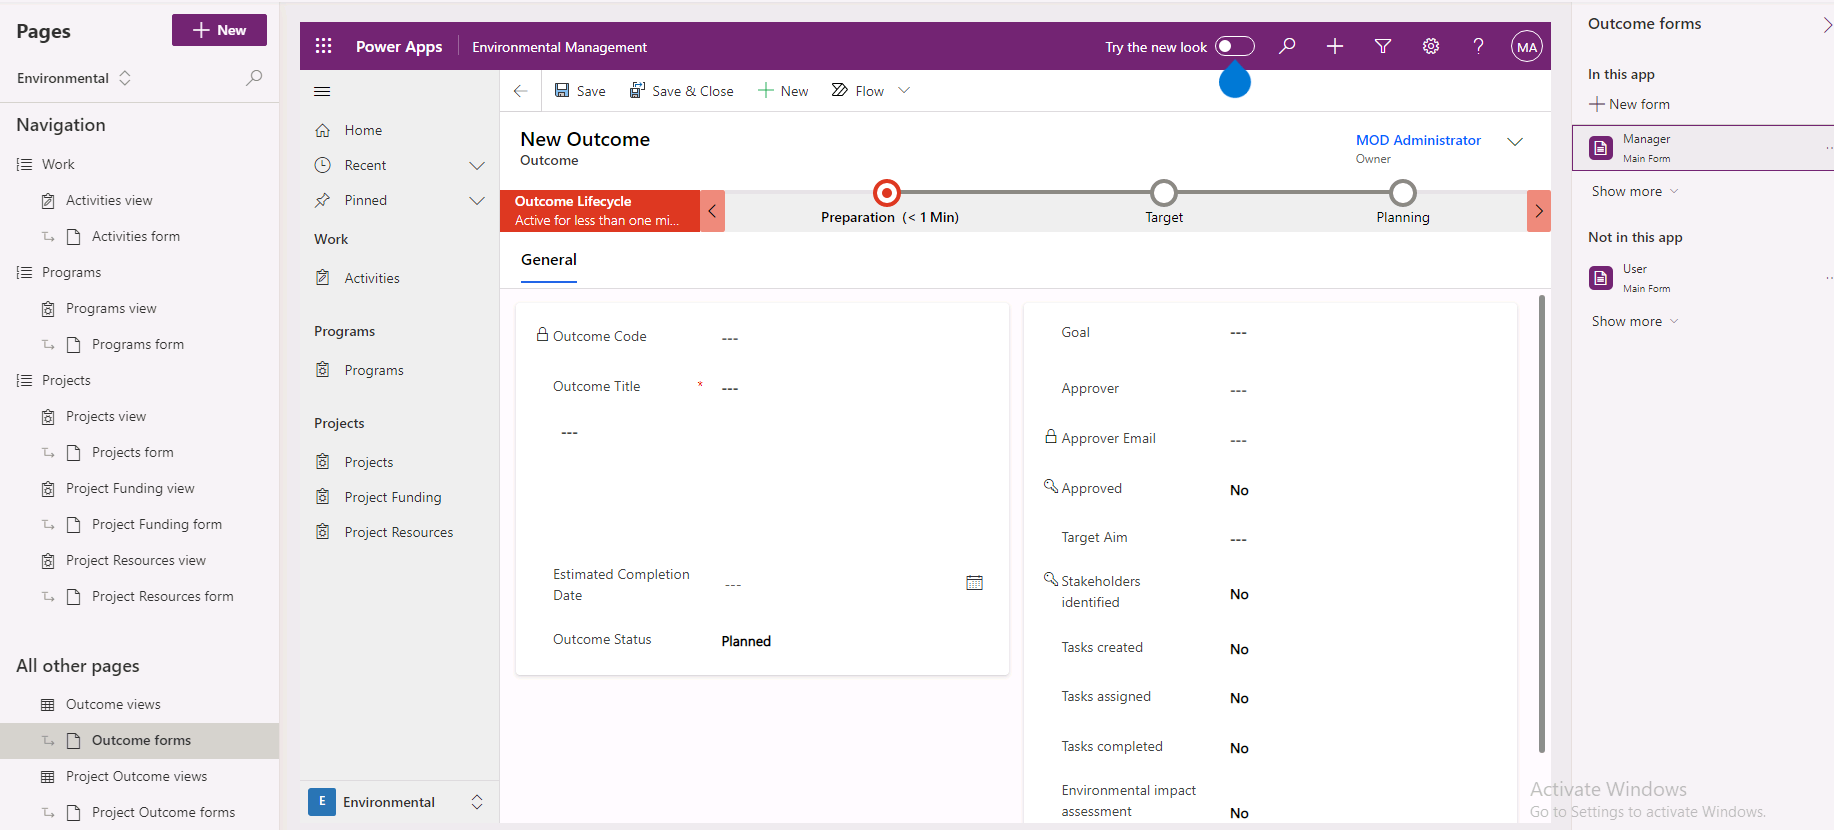 Pages
New
Environmental
Navigation
Work
Activities view
Activities form
Programs
Programs view
Programs form
Projects
Projects view
Projects form
Project Funding view
Project Funding form
Project Resources view
Project Resources form
All other pages
Outcome views
Outcome forms
Project Outcome views
Project Outcome forms
Power Apps
Environmental Management
Try the new look
MA
Home
Recent
Pinned
Work
Activities
Programs
Programs
Projects
Projects
Project Funding
Project Resources
E
Environmental
Save
Save & Close
New
Flow
New Outcome
Outcome
MOD Administrator
Owner
Outcome Lifecycle
Active for less than one mi...
Preparation (< 1 Min)
Target
Planning
General
Outcome Code
---
Outcome Title * ---
---
Estimated Completion
Date
---
Outcome Status
Planned
Goal
---
Approver
---
Approver Email
---
Approved
No
Target Aim
---
Stakeholders
identified
No
Tasks created
No
Tasks assigned
No
Tasks completed
No
Environmental impact
assessment
No
Outcome forms
In this app
New form
Manager
Main Form
Show more
Not in this app
User
Main Form
Show more
Activate Windows
Go to Settings to activate Windows.